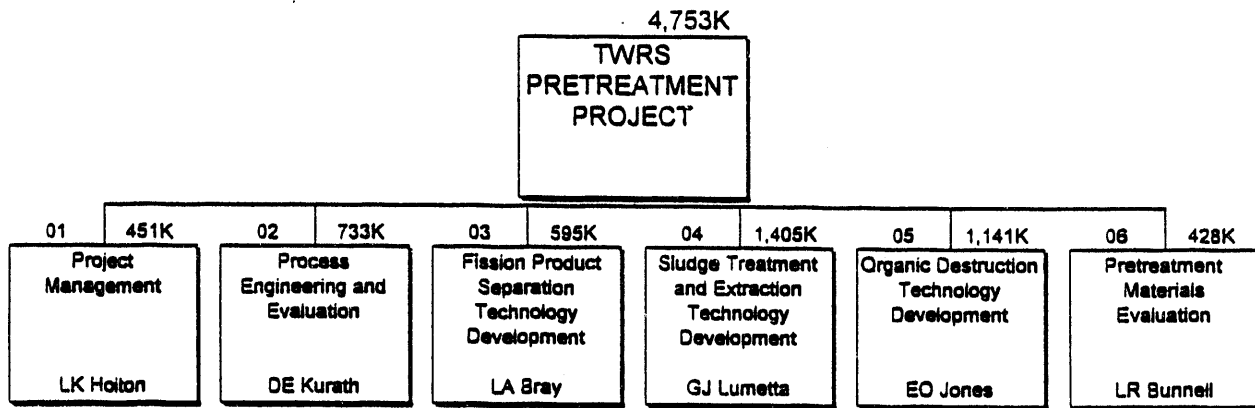 4,753K
TWRS
PRETREATMENT
PROJECT
01 451K
Project
Management
LK Holton
02 733K
Process
Engineering and
Evaluation
DE Kurath
03 595K
Fission Product
Separation
Technology
Development
LA Bray
04 1,405K
Sludge Treatment
and Extraction
Technology
Development
GJ Lumetta
05 1,141K
Organic Destruction
Technology
Development
EO Jones
06 428K
Pretreatment
Materials
Evaluation
LR Bunnell